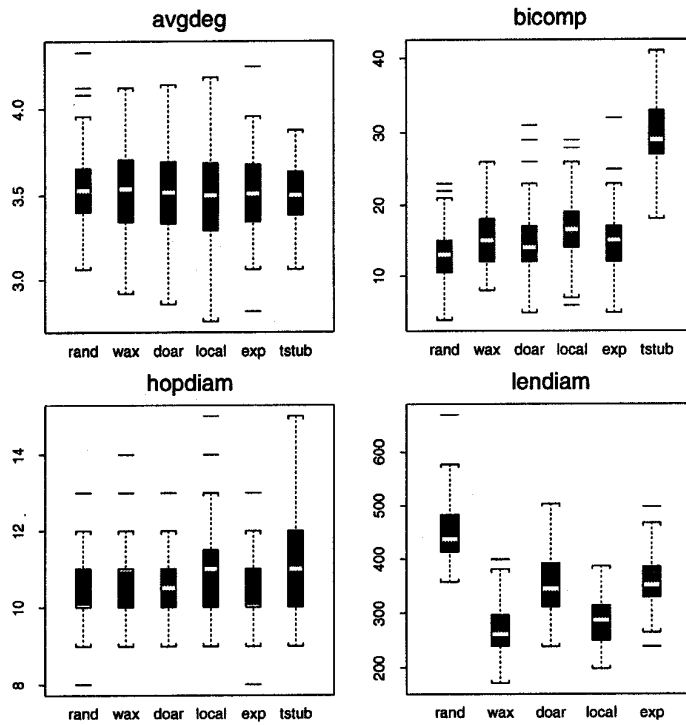 avgdeg
4.0
3.5
3.0
rand wax doar local exp tstub
bicomp
40
30
20
10
rand wax doar local exp tstub
hopdiam
14
12
10
8
rand wax doar local exp tstub
lendiam
600
500
400
300
200
rand wax doar local exp